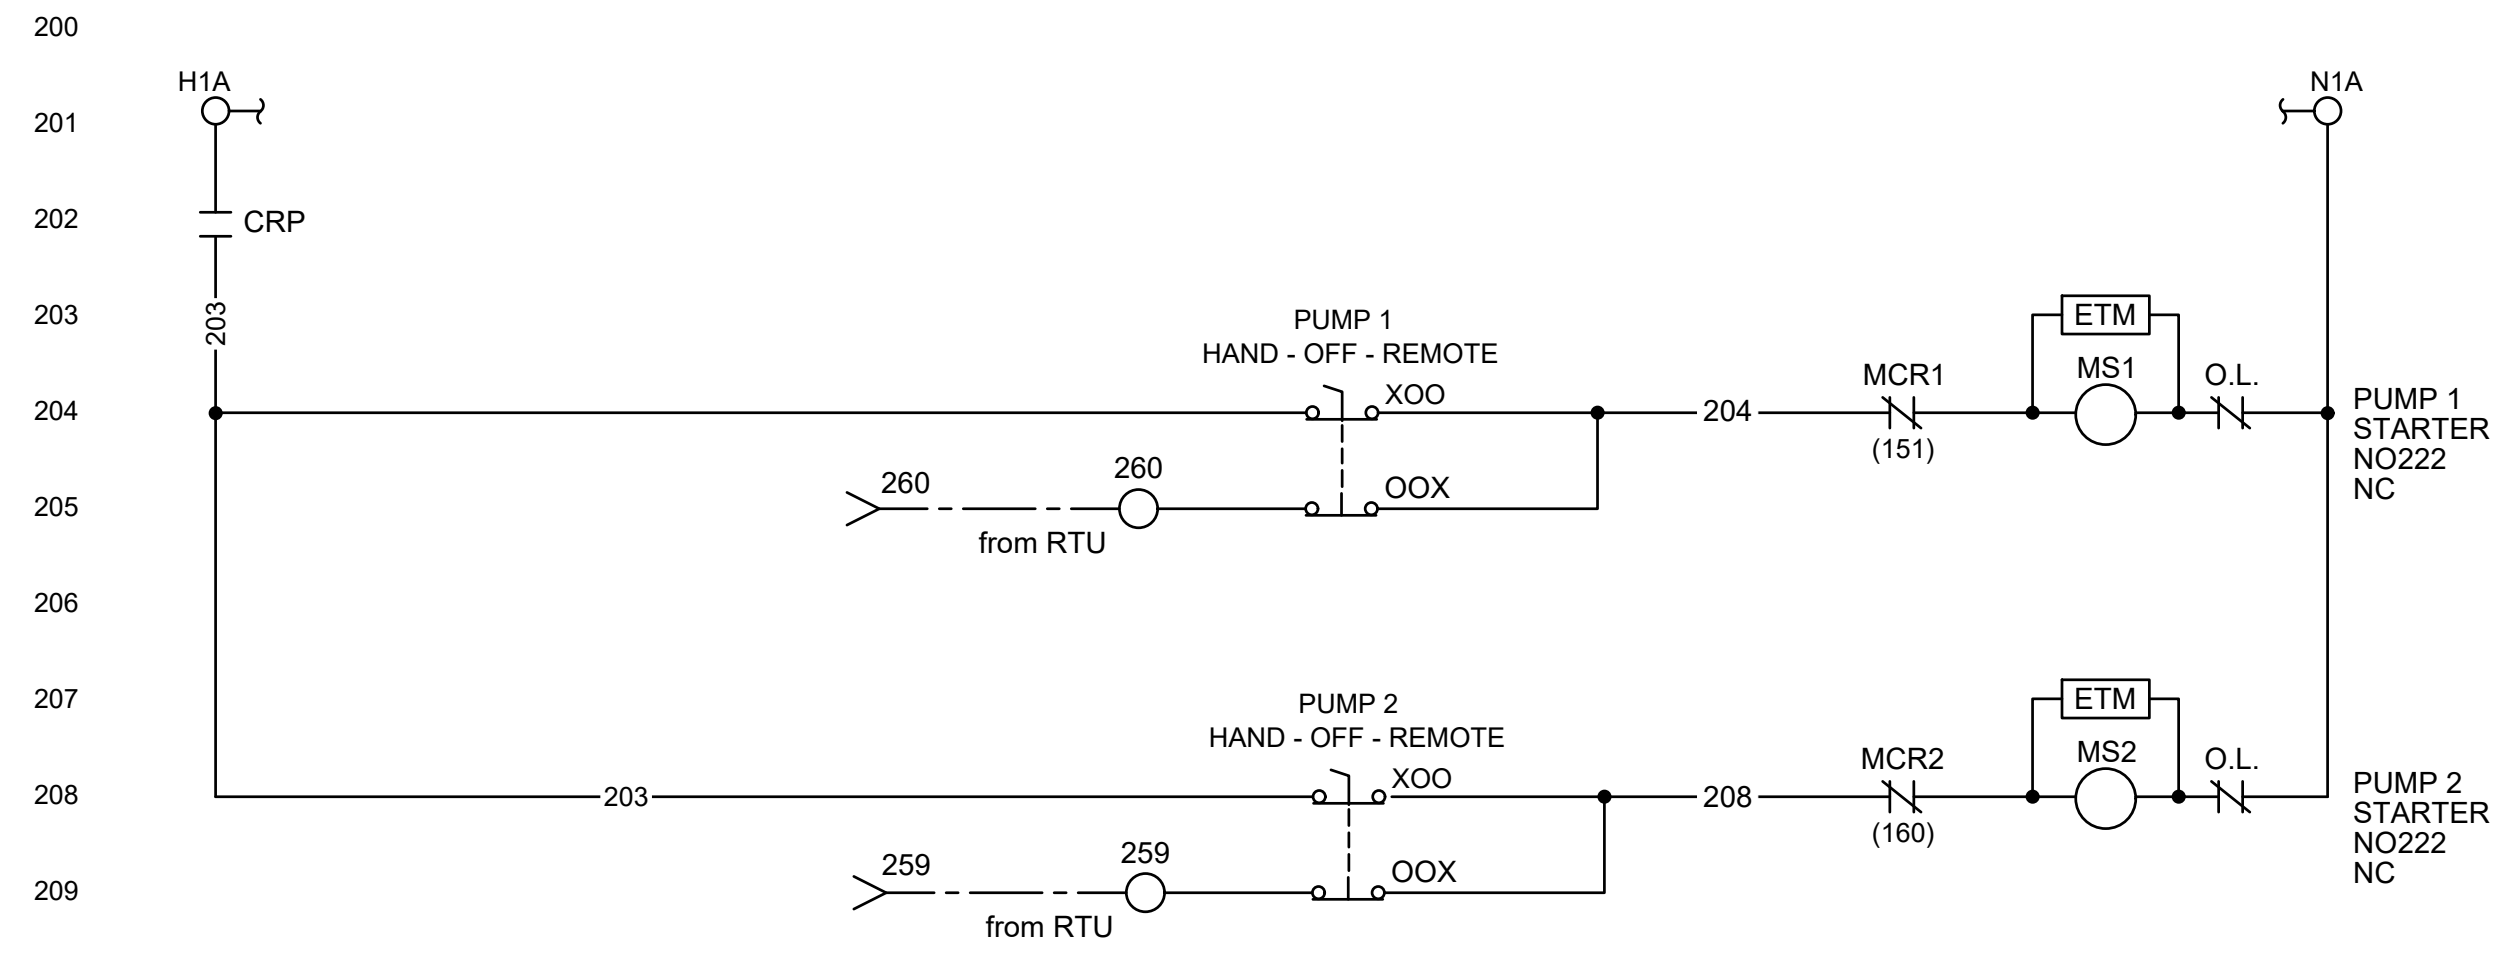 200
H1A
N1A
201
202
CRP
203
203
PUMP 1
HAND - OFF - REMOTE
ETM
204
XOO
204
MCR1
(151)
MS1
O.L.
PUMP 1
STARTER
NO222
NC
205
260
260
from RTU
OOX
206
207
PUMP 2
HAND - OFF - REMOTE
ETM
208
203
XOO
208
MCR2
(160)
MS2
O.L.
PUMP 2
STARTER
NO222
NC
209
259
259
from RTU
OOX